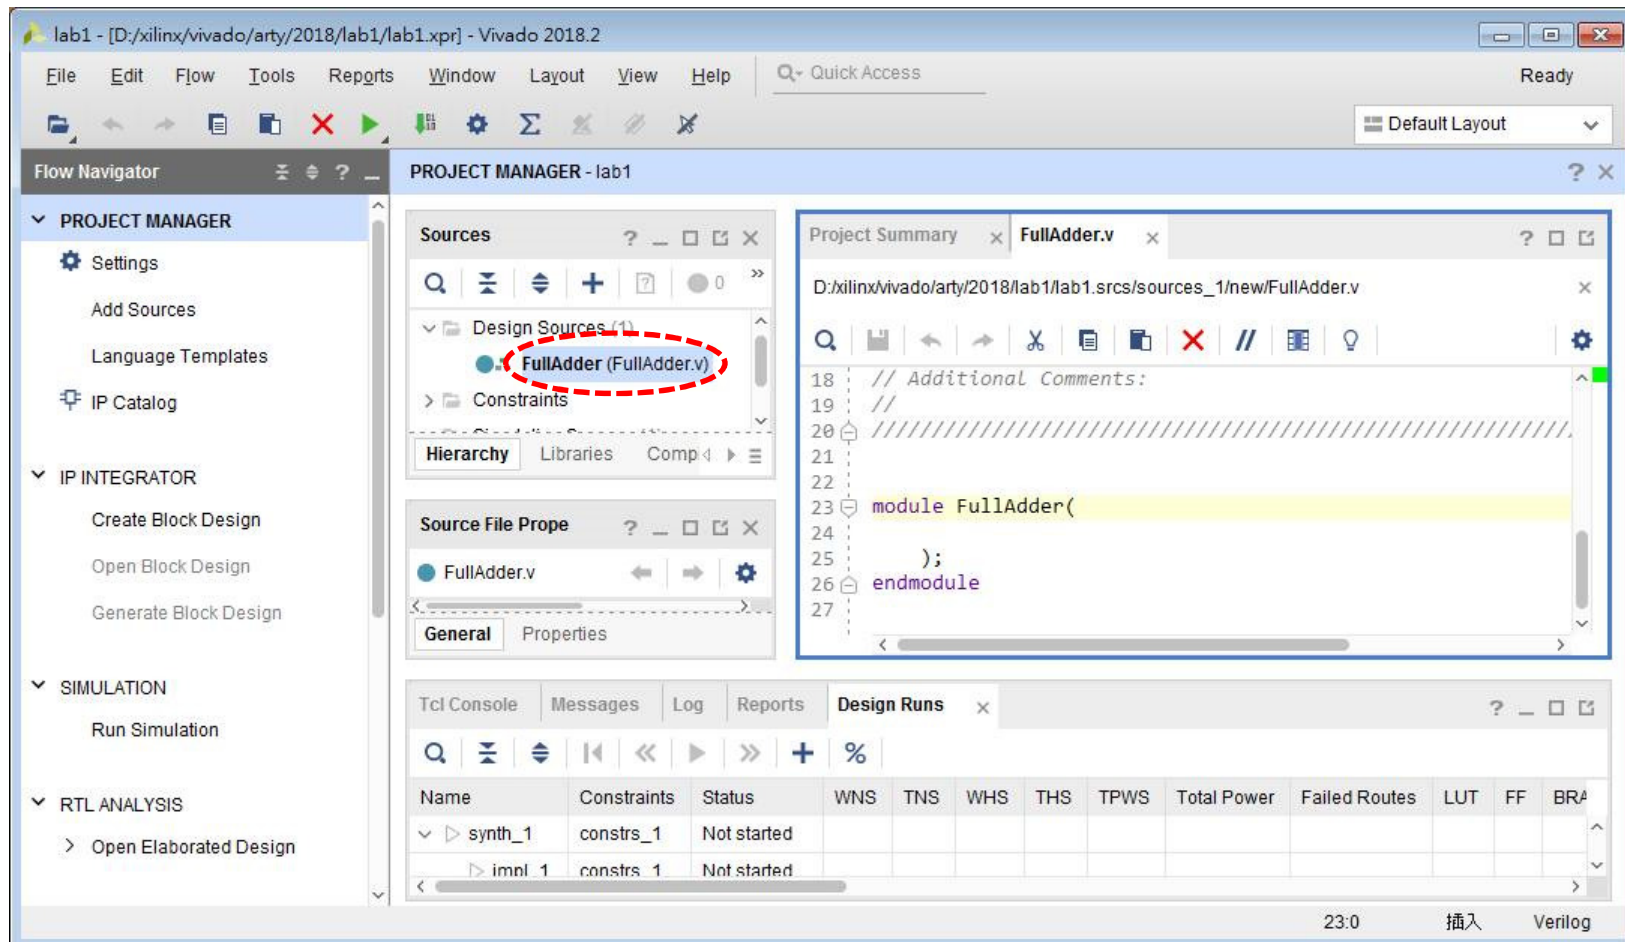 lab1 - [D:/xilinx/vivado/arty/2018/lab1/lab1.xpr] - Vivado 2018.2
File Edit Flow Tools Reports Window Layout View Help Quick Access Ready
Default Layout
Flow Navigator ? PROJECT MANAGER - lab1 ?
PROJECT MANAGER
Settings
Add Sources
Language Templates
IP Catalog
IP INTEGRATOR
Create Block Design
Open Block Design
Generate Block Design
SIMULATION
Run Simulation
RTL ANALYSIS
Open Elaborated Design
Sources ?
0
Design Sources (1)
FullAdder (FullAdder.v)
Constraints
Hierarchy Libraries Comp
Source File Prope ?
FullAdder.v
General Properties
Project Summary FullAdder.v ?
D:/xilinx/vivado/arty/2018/lab1/lab1.srcs/sources_1/new/FullAdder.v
18 // Additional Comments:
19 //
20 //////////////////////////////////////////////////////////
21
22
23 module FullAdder(
24
25 );
26 endmodule
27
Tcl Console Messages Log Reports Design Runs ?
%
Name Constraints Status WNS TNS WHS THS TPWS Total Power Failed Routes LUT FF BRA
synth_1 constrs_1 Not started
impl_1 constrs_1 Not started
23:0 插入 Verilog